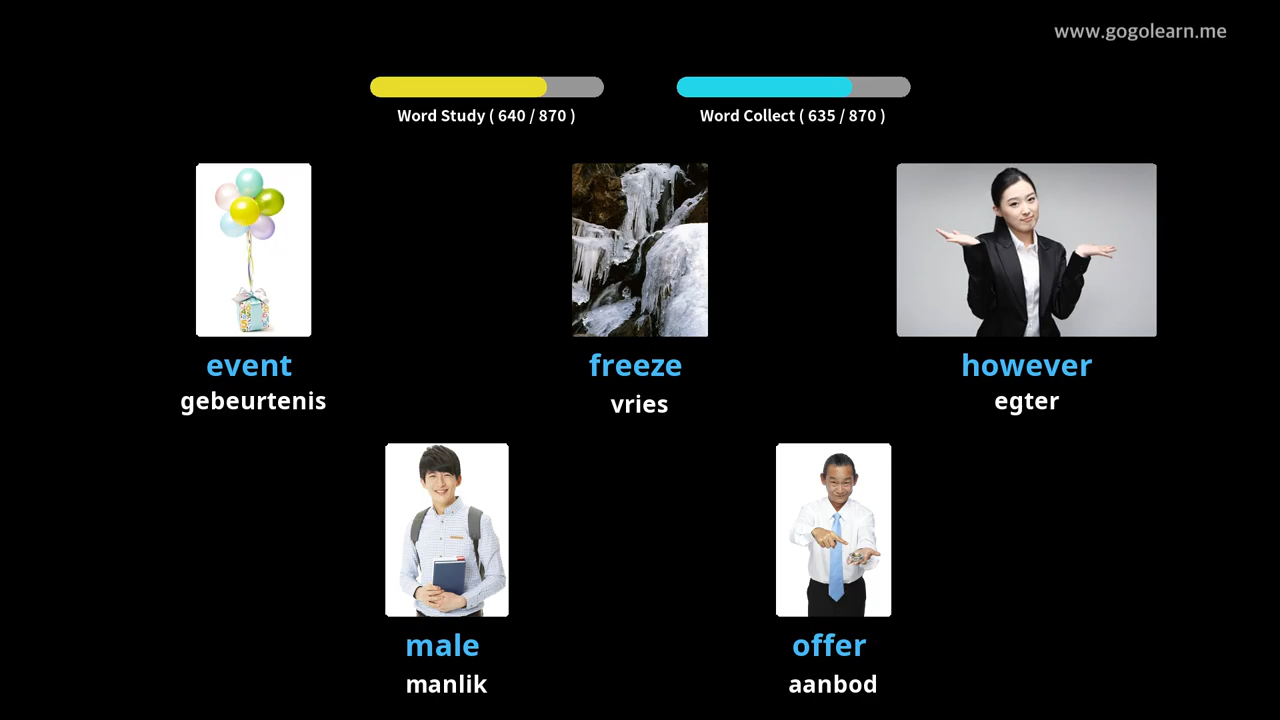 www.gogolearn.me
Word Study ( 640 / 870 )
Word Collect ( 635 / 870 )
event
gebeurtenis
freeze
vries
however
egter
male
manlik
offer
aanbod